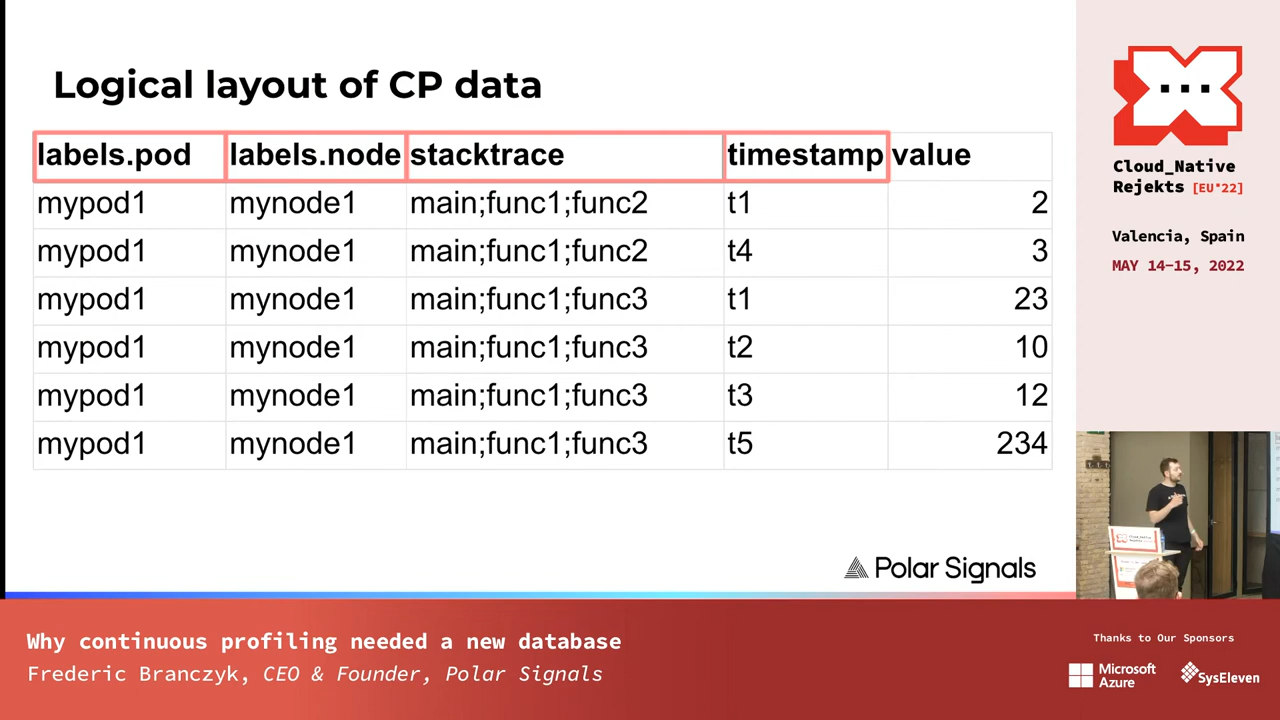 Logical layout of CP data
labels.pod labels.node stacktrace timestamp value
mypod1 mynode1 main;func1;func2 t1 2
mypod1 mynode1 main;func1;func2 t4 3
mypod1 mynode1 main;func1;func3 t1 23
mypod1 mynode1 main;func1;func3 t2 10
mypod1 mynode1 main;func1;func3 t3 12
mypod1 mynode1 main;func1;func3 t5 234
Polar Signals
Cloud_Native
Rejekts [EU*22]
Valencia, Spain
MAY 14-15, 2022
Why continuous profiling needed a new database
Frederic Branczyk, CEO & Founder, Polar Signals
Thanks to Our Sponsors
Microsoft
Azure
SysEleven